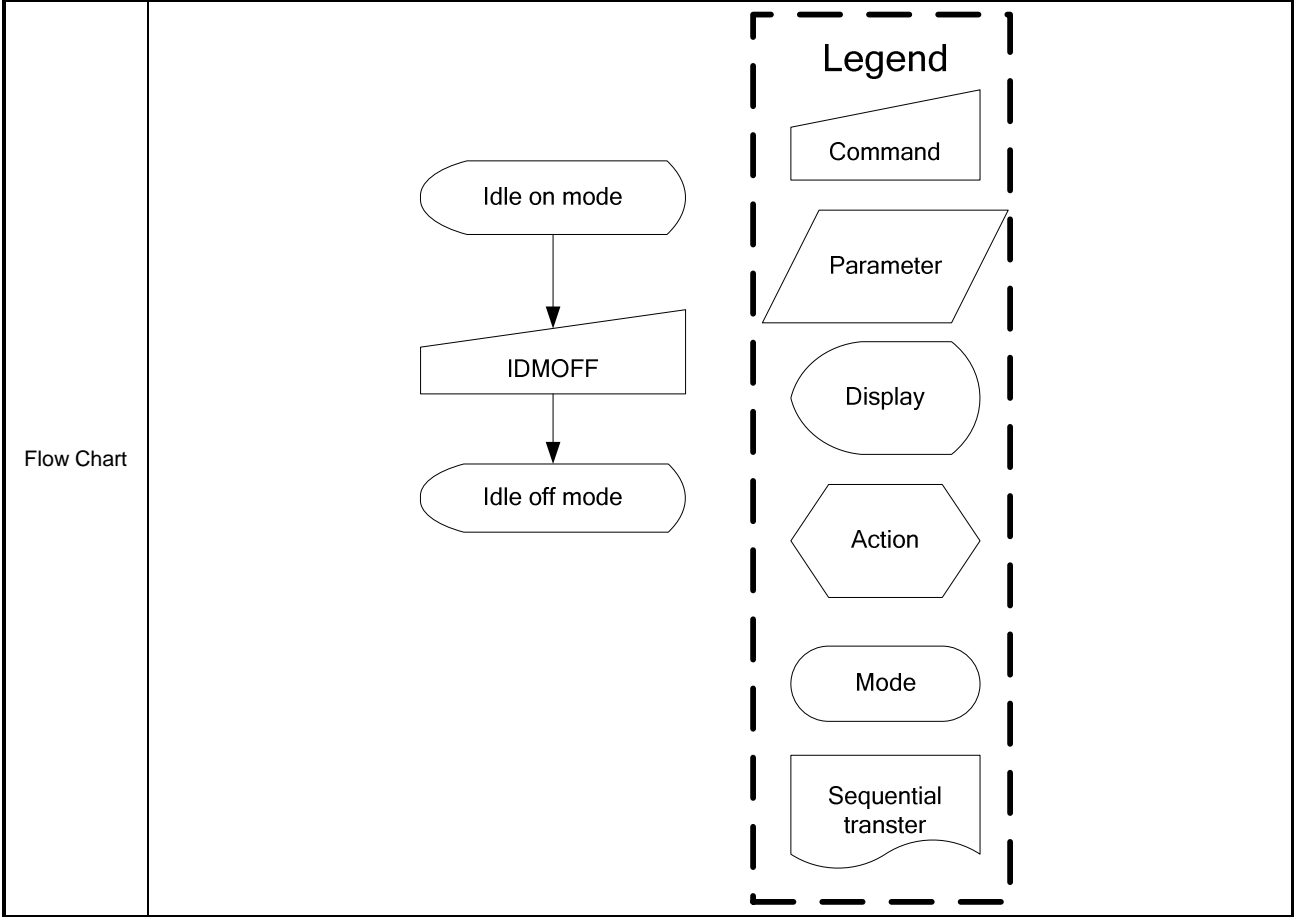 Flow Chart
Idle on mode
IDMOFF
Idle off mode
Legend
Command
Parameter
Display
Action
Mode
Sequential
transter